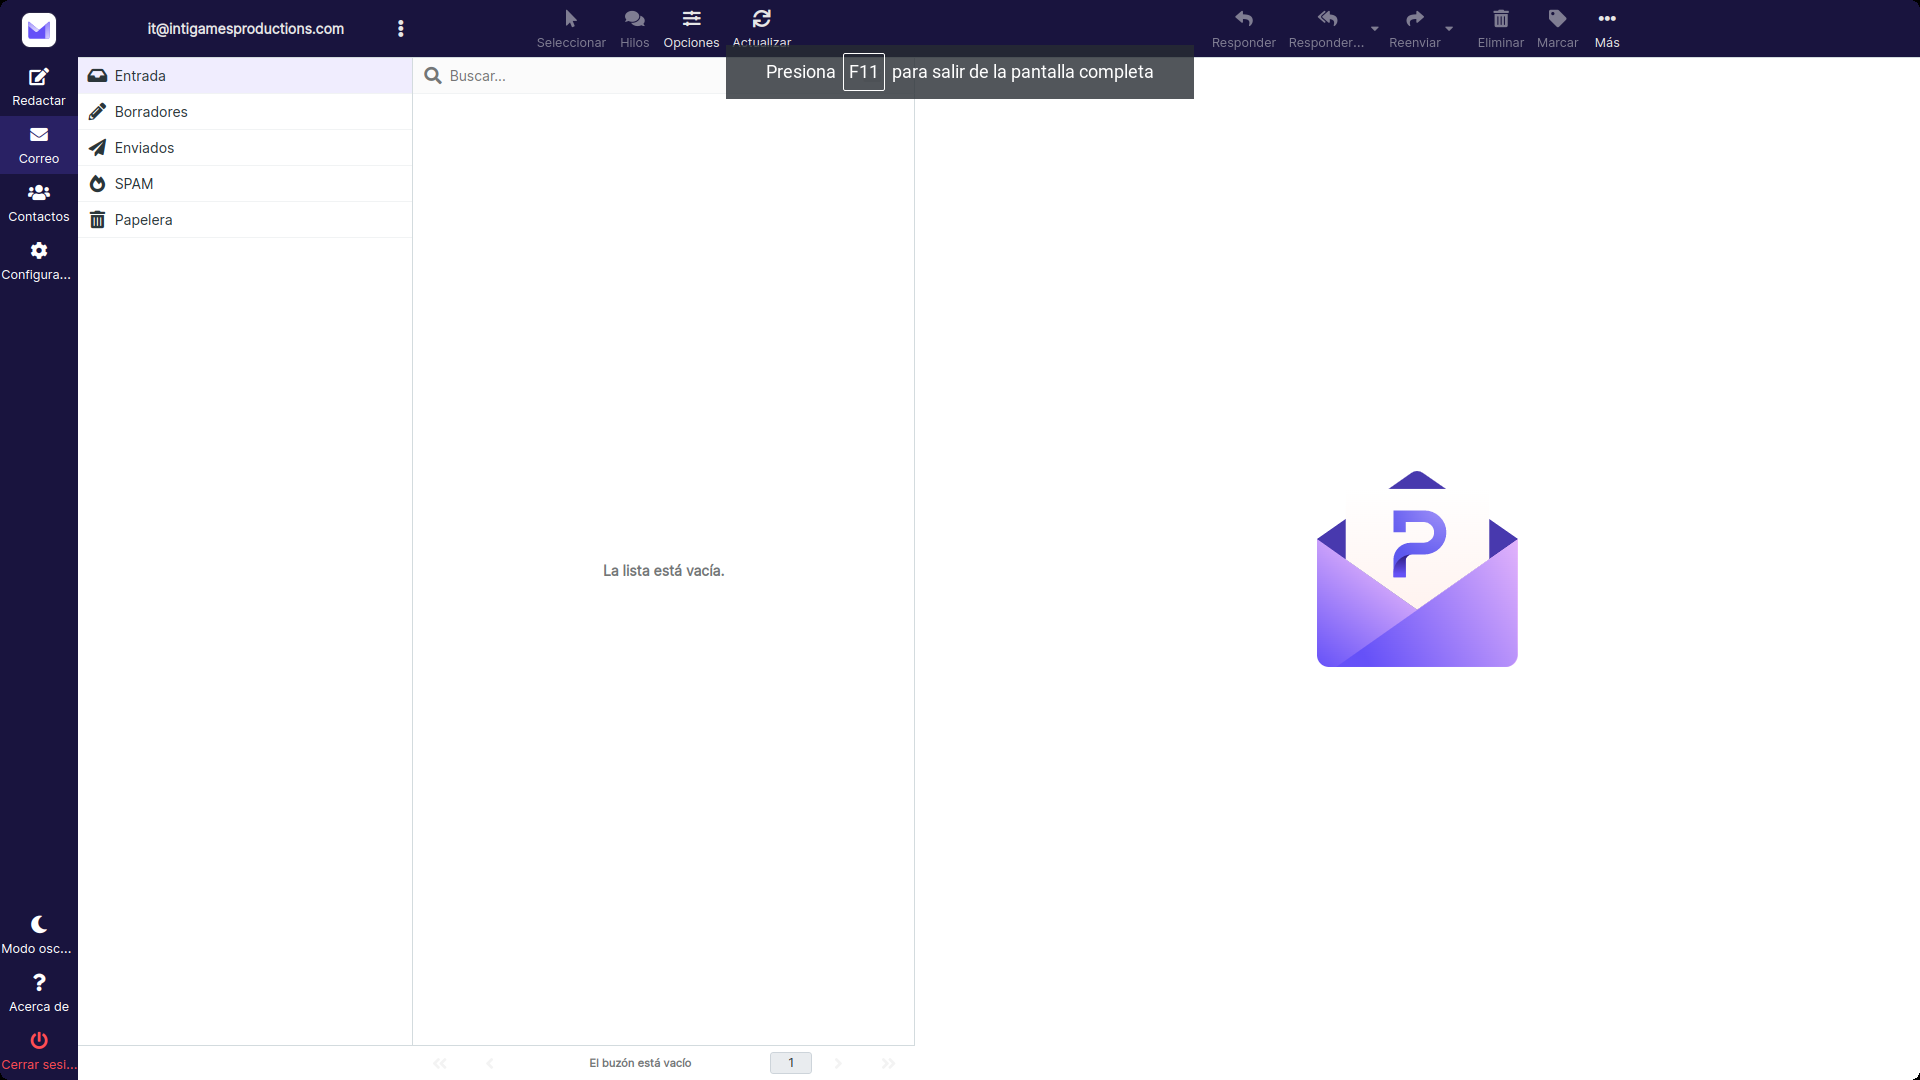 it@intigamesproductions.com
Seleccionar
Hilos
Opciones
Actualizar
Responder
Responder...
Reenviar
Eliminar
Marcar
Más
Presiona F11 para salir de la pantalla completa
Redactar
Correo
Contactos
Configura...
Entrada
Borradores
Enviados
SPAM
Papelera
Buscar...
La lista está vacía.
P
Modo osc...
Acerca de
Cerrar sesi...
El buzón está vacío
1